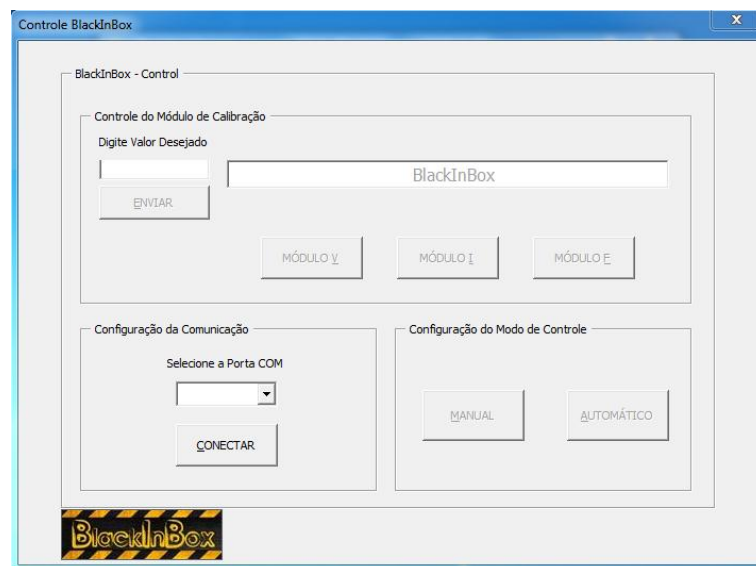 Controle BlackInBox
x
BlackInBox - Control
Controle do Módulo de Calibração
Digite Valor Desejado
BlackInBox
ENVIAR
MÓDULO V
MÓDULO I
MÓDULO F
Configuração da Comunicação
Selecione a Porta COM
CONECTAR
Configuração do Modo de Controle
MANUAL
AUTOMÁTICO
BlackInBox